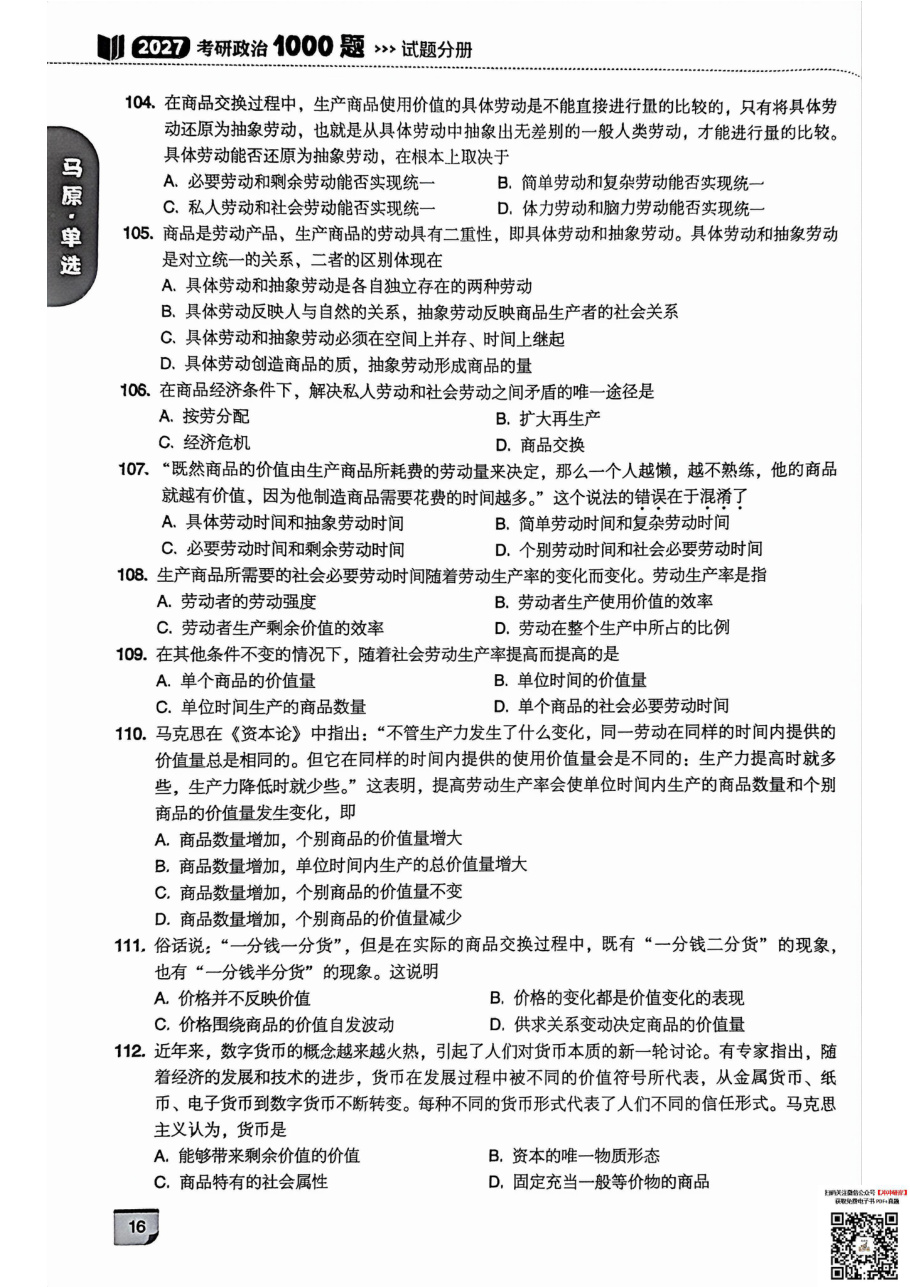 2027 考研政治1000题 >>> 试题分册
马原·单选
104. 在商品交换过程中，生产商品使用价值的具体劳动是不能直接进行量的比较的，只有将具体劳
动还原为抽象劳动，也就是从具体劳动中抽象出无差别的一般人类劳动，才能进行量的比较。
具体劳动能否还原为抽象劳动，在根本上取决于
A. 必要劳动和剩余劳动能否实现统一 B. 简单劳动和复杂劳动能否实现统一
C. 私人劳动和社会劳动能否实现统一 D. 体力劳动和脑力劳动能否实现统一
105. 商品是劳动产品、生产商品的劳动具有二重性，即具体劳动和抽象劳动。具体劳动和抽象劳动
是对立统一的关系，二者的区别体现在
A. 具体劳动和抽象劳动是各自独立存在的两种劳动
B. 具体劳动反映人与自然的关系，抽象劳动反映商品生产者的社会关系
C. 具体劳动和抽象劳动必须在空间上并存、时间上继起
D. 具体劳动创造商品的质，抽象劳动形成商品的量
106. 在商品经济条件下，解决私人劳动和社会劳动之间矛盾的唯一途径是
A. 按劳分配 B. 扩大再生产
C. 经济危机 D. 商品交换
107. “既然商品的价值由生产商品所耗费的劳动量来决定，那么一个人越懒，越不熟练，他的商品
就越有价值，因为他制造商品需要花费的时间越多。”这个说法的错误在于混淆了
A. 具体劳动时间和抽象劳动时间 B. 简单劳动时间和复杂劳动时间
C. 必要劳动时间和剩余劳动时间 D. 个别劳动时间和社会必要劳动时间
108. 生产商品所需要的社会必要劳动时间随着劳动生产率的变化而变化。劳动生产率是指
A. 劳动者的劳动强度 B. 劳动者生产使用价值的效率
C. 劳动者生产剩余价值的效率 D. 劳动在整个生产中所占的比例
109. 在其他条件不变的情况下，随着社会劳动生产率提高而提高的是
A. 单个商品的价值量 B. 单位时间的价值量
C. 单位时间生产的商品数量 D. 单个商品的社会必要劳动时间
110. 马克思在《资本论》中指出：“不管生产力发生了什么变化，同一劳动在同样的时间内提供的
价值量总是相同的。但它在同样的时间内提供的使用价值量会是不同的：生产力提高时就多
些，生产力降低时就少些。”这表明，提高劳动生产率会使单位时间内生产的商品数量和个别
商品的价值量发生变化，即
A. 商品数量增加，个别商品的价值量增大
B. 商品数量增加，单位时间内生产的总价值量增大
C. 商品数量增加，个别商品的价值量不变
D. 商品数量增加，个别商品的价值量减少
111. 俗话说：“一分钱一分货”，但是在实际的商品交换过程中，既有“一分钱二分货”的现象，
也有“一分钱半分货”的现象。这说明
A. 价格并不反映价值 B. 价格的变化都是价值变化的表现
C. 价格围绕商品的价值自发波动 D. 供求关系变动决定商品的价值量
112. 近年来，数字货币的概念越来越火热，引起了人们对货币本质的新一轮讨论。有专家指出，随
着经济的发展和技术的进步，货币在发展过程中被不同的价值符号所代表，从金属货币、纸
币、电子货币到数字货币不断转变。每种不同的货币形式代表了人们不同的信任形式。马克思
主义认为，货币是
A. 能够带来剩余价值的价值 B. 资本的唯一物质形态
C. 商品特有的社会属性 D. 固定充当一般等价物的商品
16
扫码关注微信公众号【冲冲研库】
获取免费电子书PDF+真题